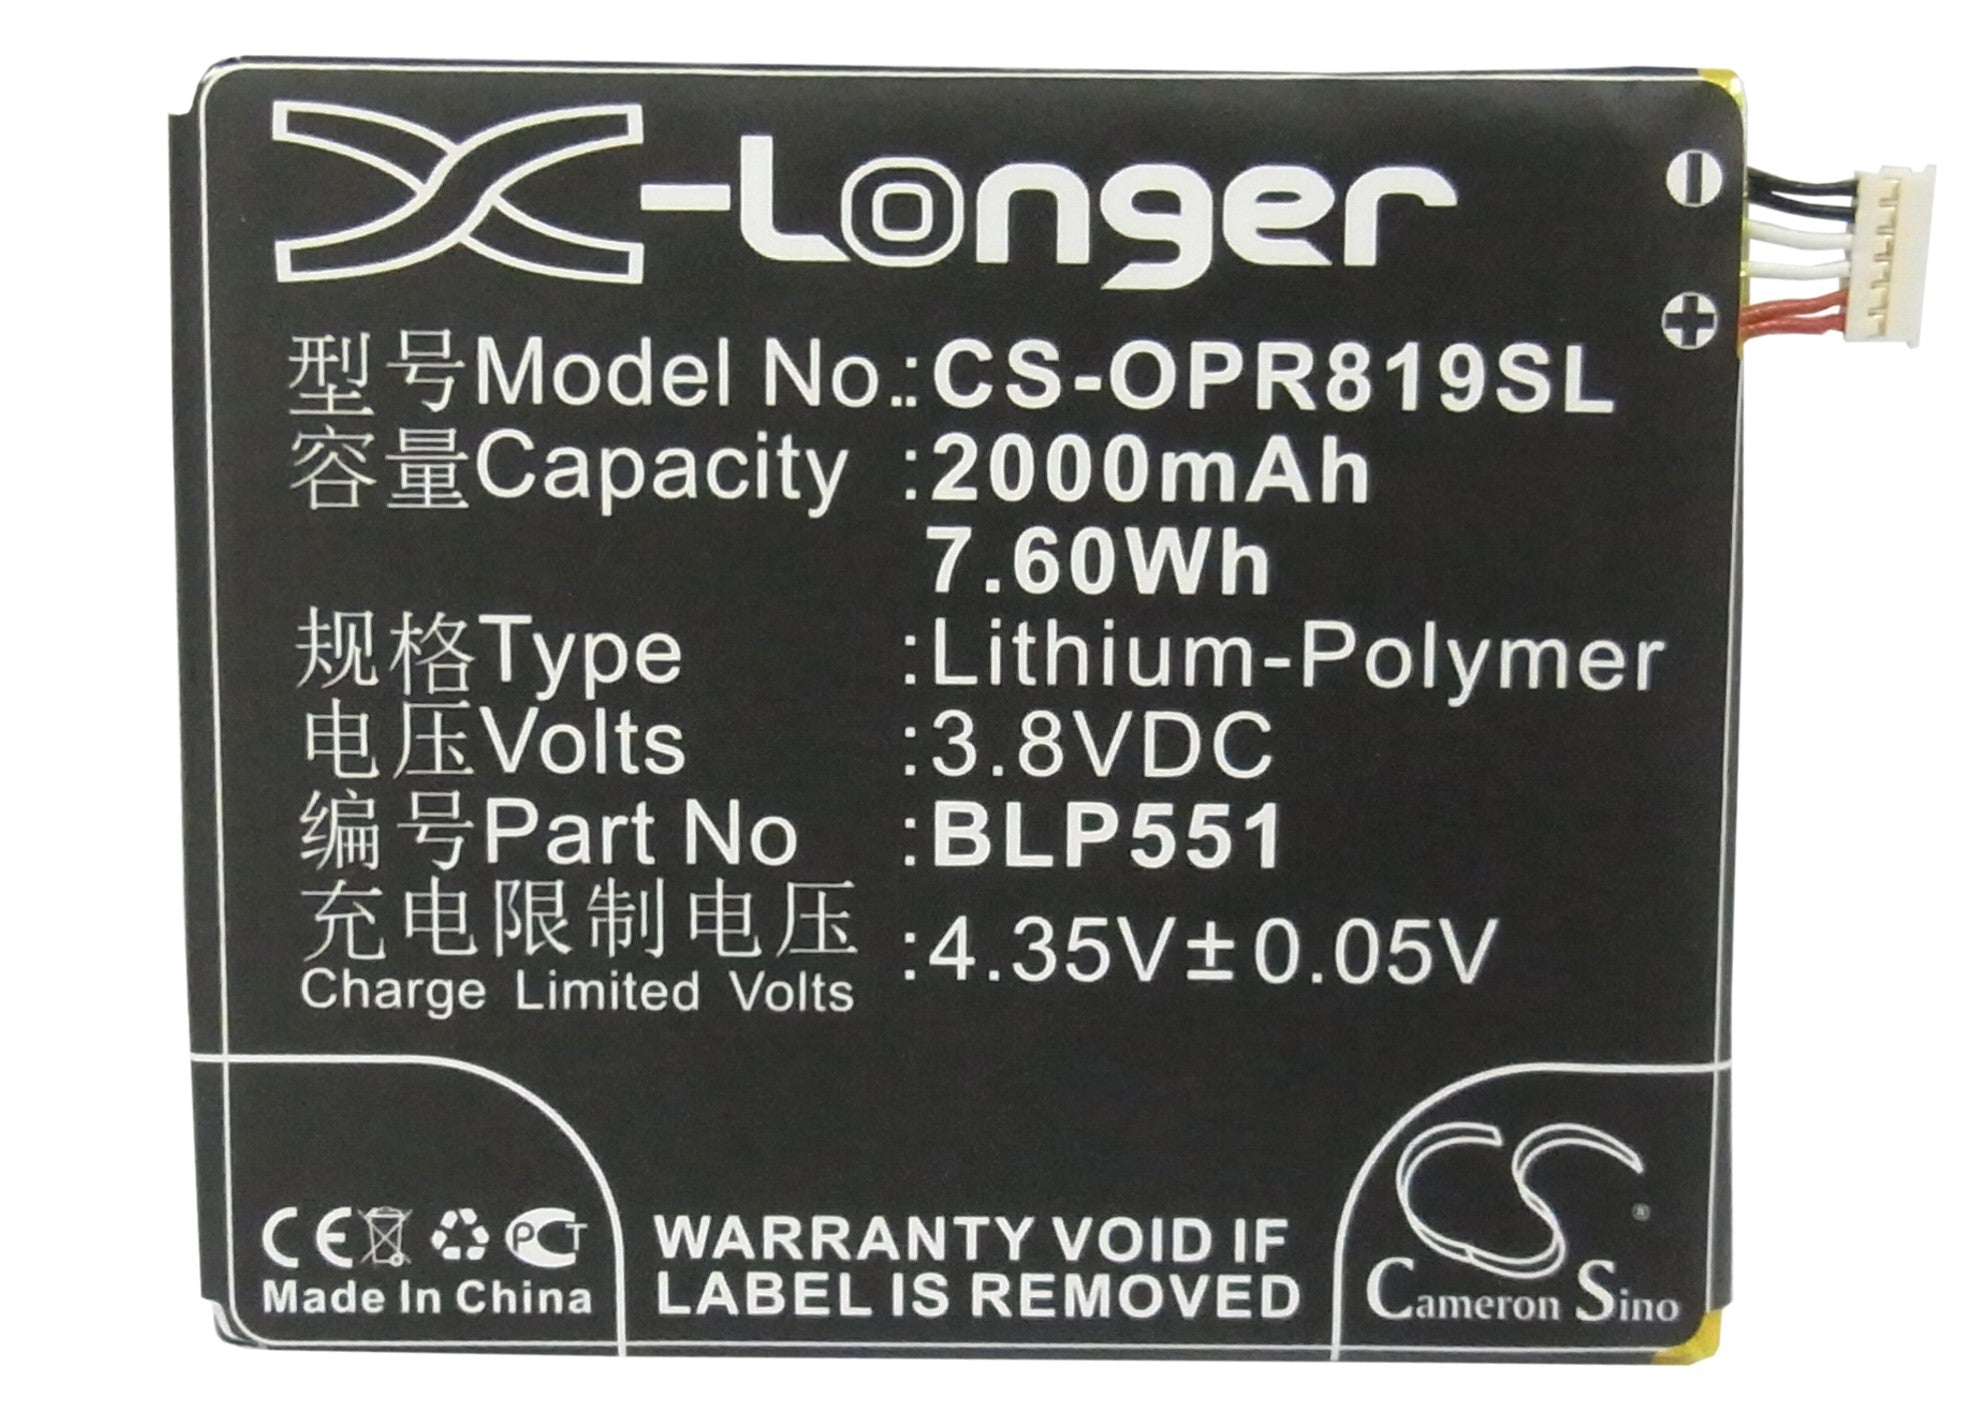 X-Longer
型号Model No.: CS-OPR819SL
容量Capacity :2000mAh
7.60Wh
规格Type :Lithium-Polymer
电压Volts :3.8VDC
编号Part No :BLP551
充电限制电压
Charge Limited Volts :4.35V±0.05V
CE PCT
Made In China
WARRANTY VOID IF
LABEL IS REMOVED
CS ®
Cameron Sino